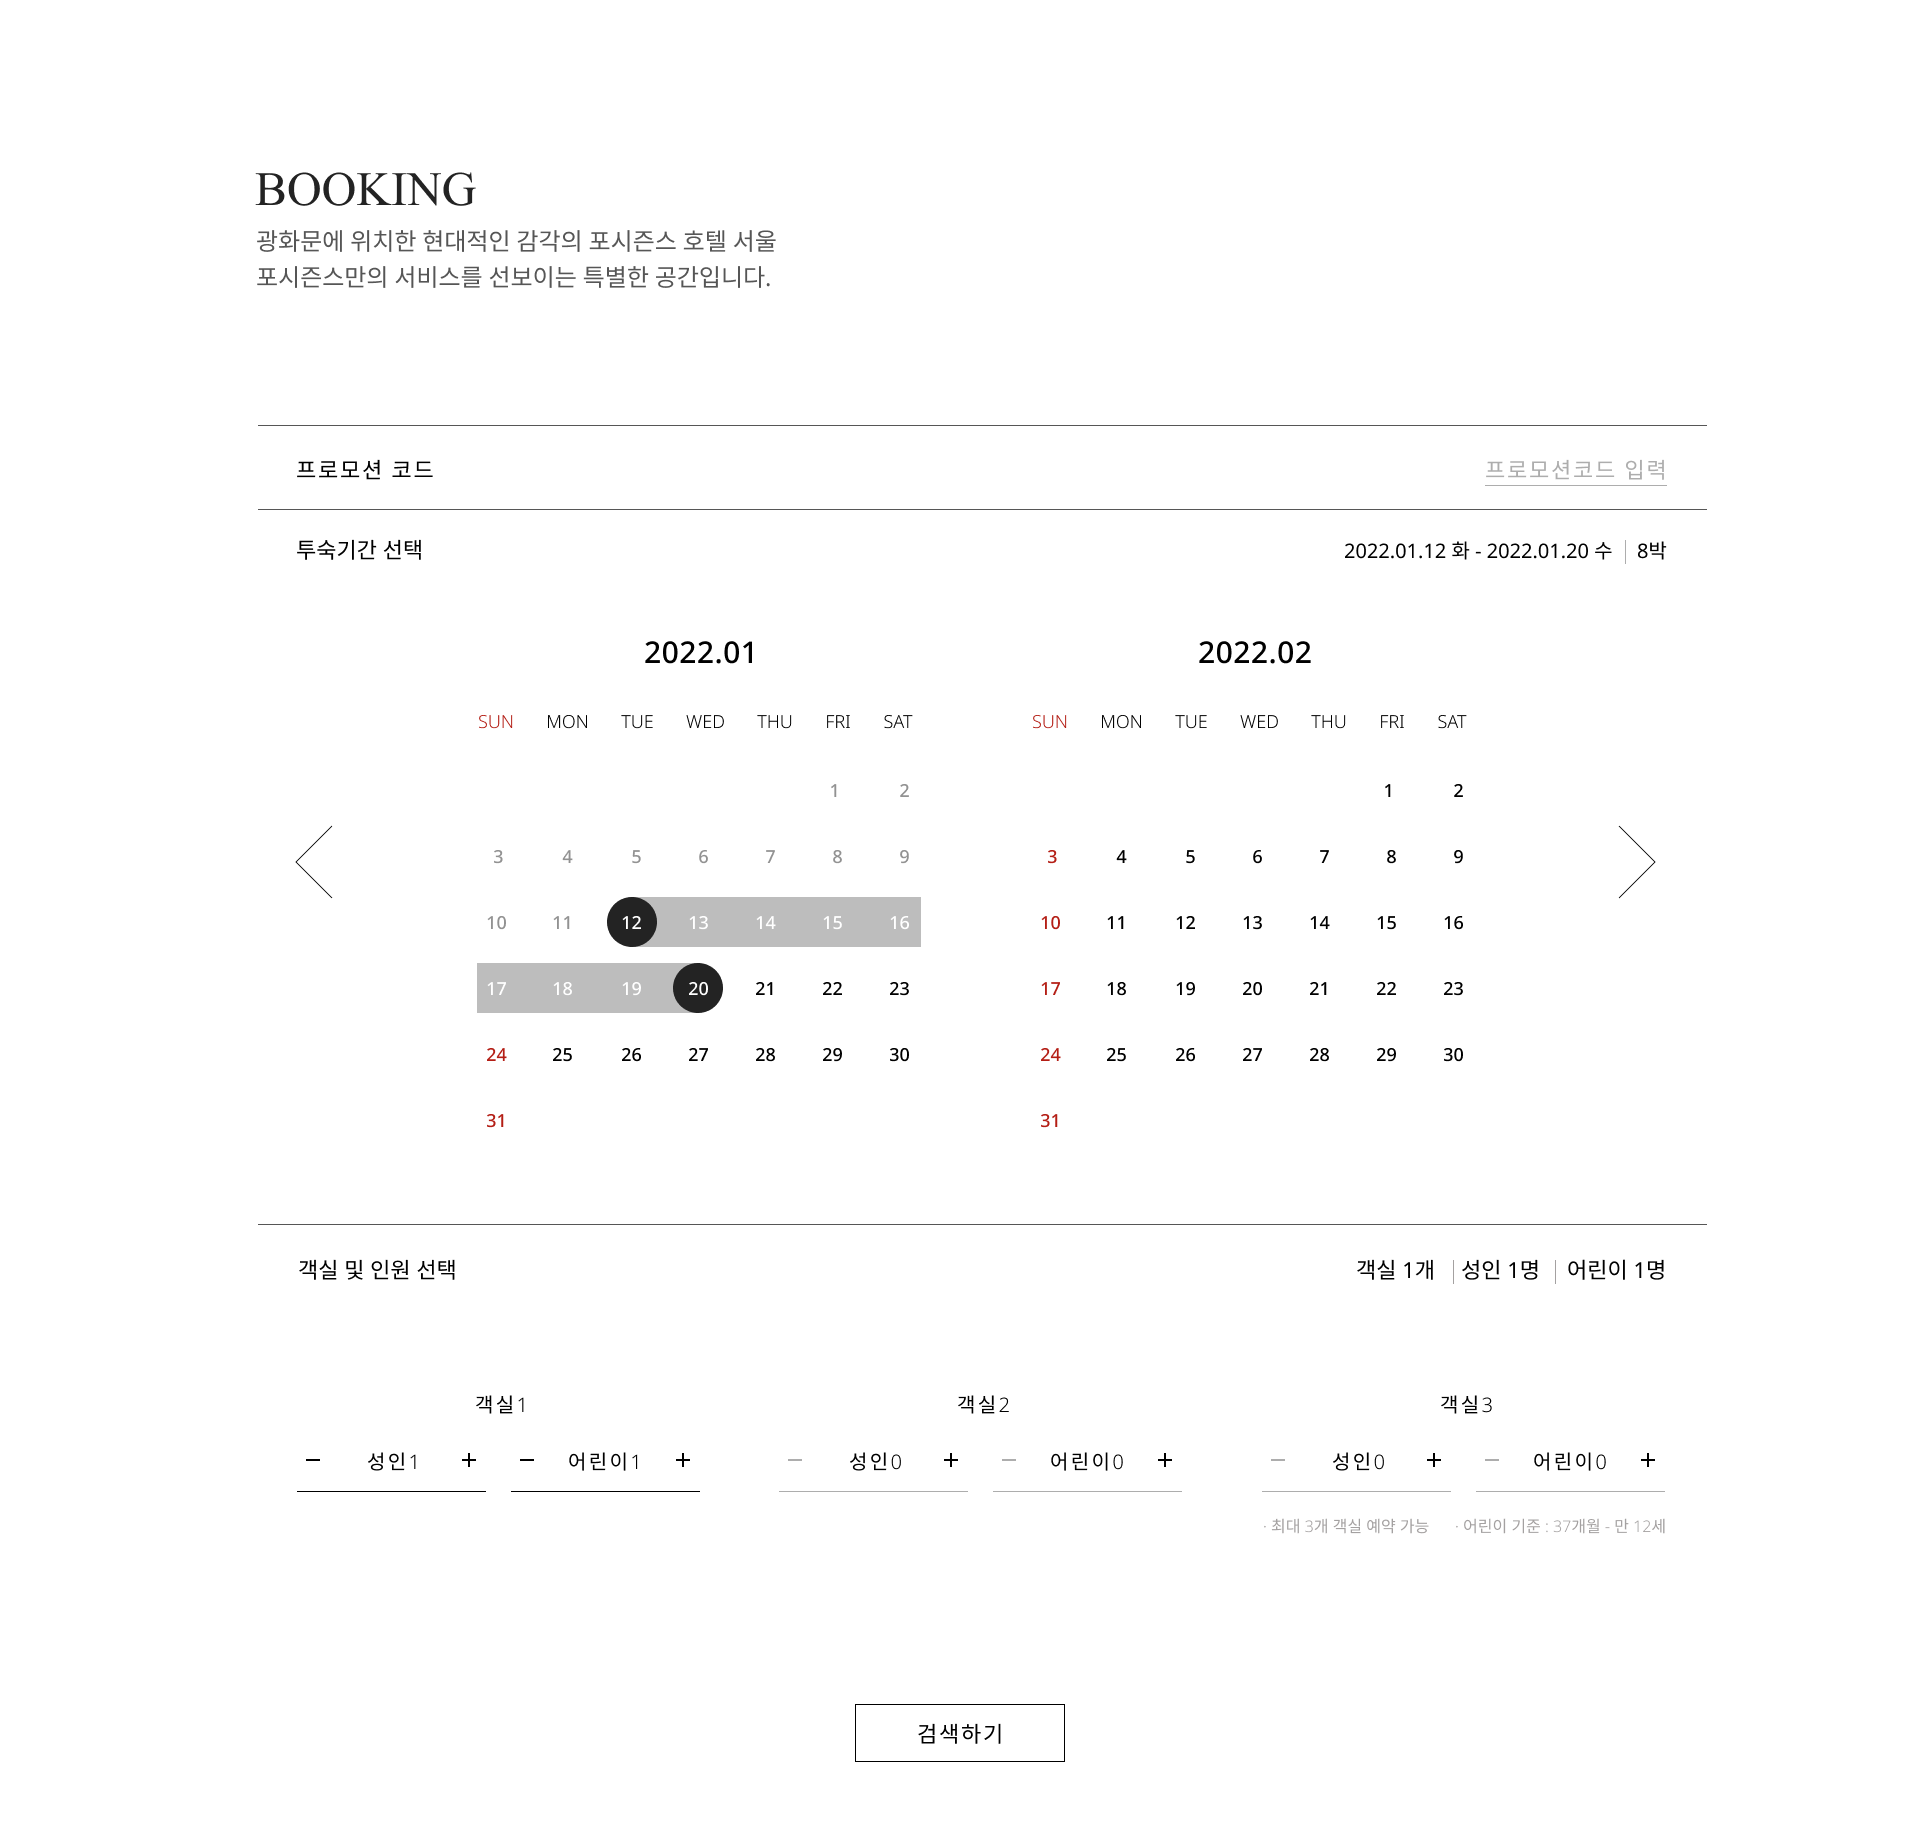 BOOKING
광화문에 위치한 현대적인 감각의 포시즌스 호텔 서울
포시즌스만의 서비스를 선보이는 특별한 공간입니다.
프로모션 코드 프로모션코드 입력
투숙기간 선택 2022.01.12 화 - 2022.01.20 수 8박
2022.01
SUN MON TUE WED THU FRI SAT
1 2
3 4 5 6 7 8 9
10 11 12 13 14 15 16
17 18 19 20 21 22 23
24 25 26 27 28 29 30
31
2022.02
SUN MON TUE WED THU FRI SAT
1 2
3 4 5 6 7 8 9
10 11 12 13 14 15 16
17 18 19 20 21 22 23
24 25 26 27 28 29 30
31
객실 및 인원 선택 객실 1개 성인 1명 어린이 1명
객실1
− 성인1 + − 어린이1 +
객실2
− 성인0 + − 어린이0 +
객실3
− 성인0 + − 어린이0 +
· 최대 3개 객실 예약 가능 · 어린이 기준 : 37개월 - 만 12세
검색하기